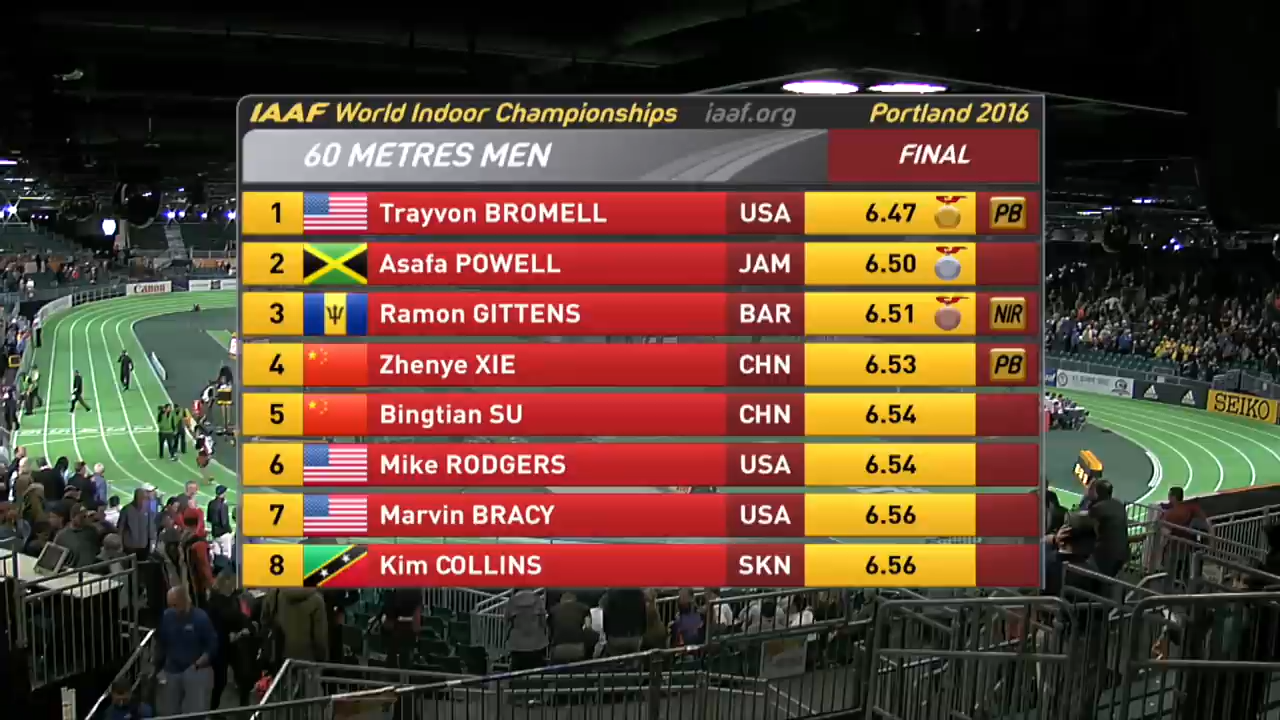 IAAF World Indoor Championships iaaf.org Portland 2016
60 METRES MEN FINAL
1 Trayvon BROMELL USA 6.47 PB
2 Asafa POWELL JAM 6.50
3 Ramon GITTENS BAR 6.51 NIR
4 Zhenye XIE CHN 6.53 PB
5 Bingtian SU CHN 6.54
6 Mike RODGERS USA 6.54
7 Marvin BRACY USA 6.56
8 Kim COLLINS SKN 6.56
Canon
SEIKO